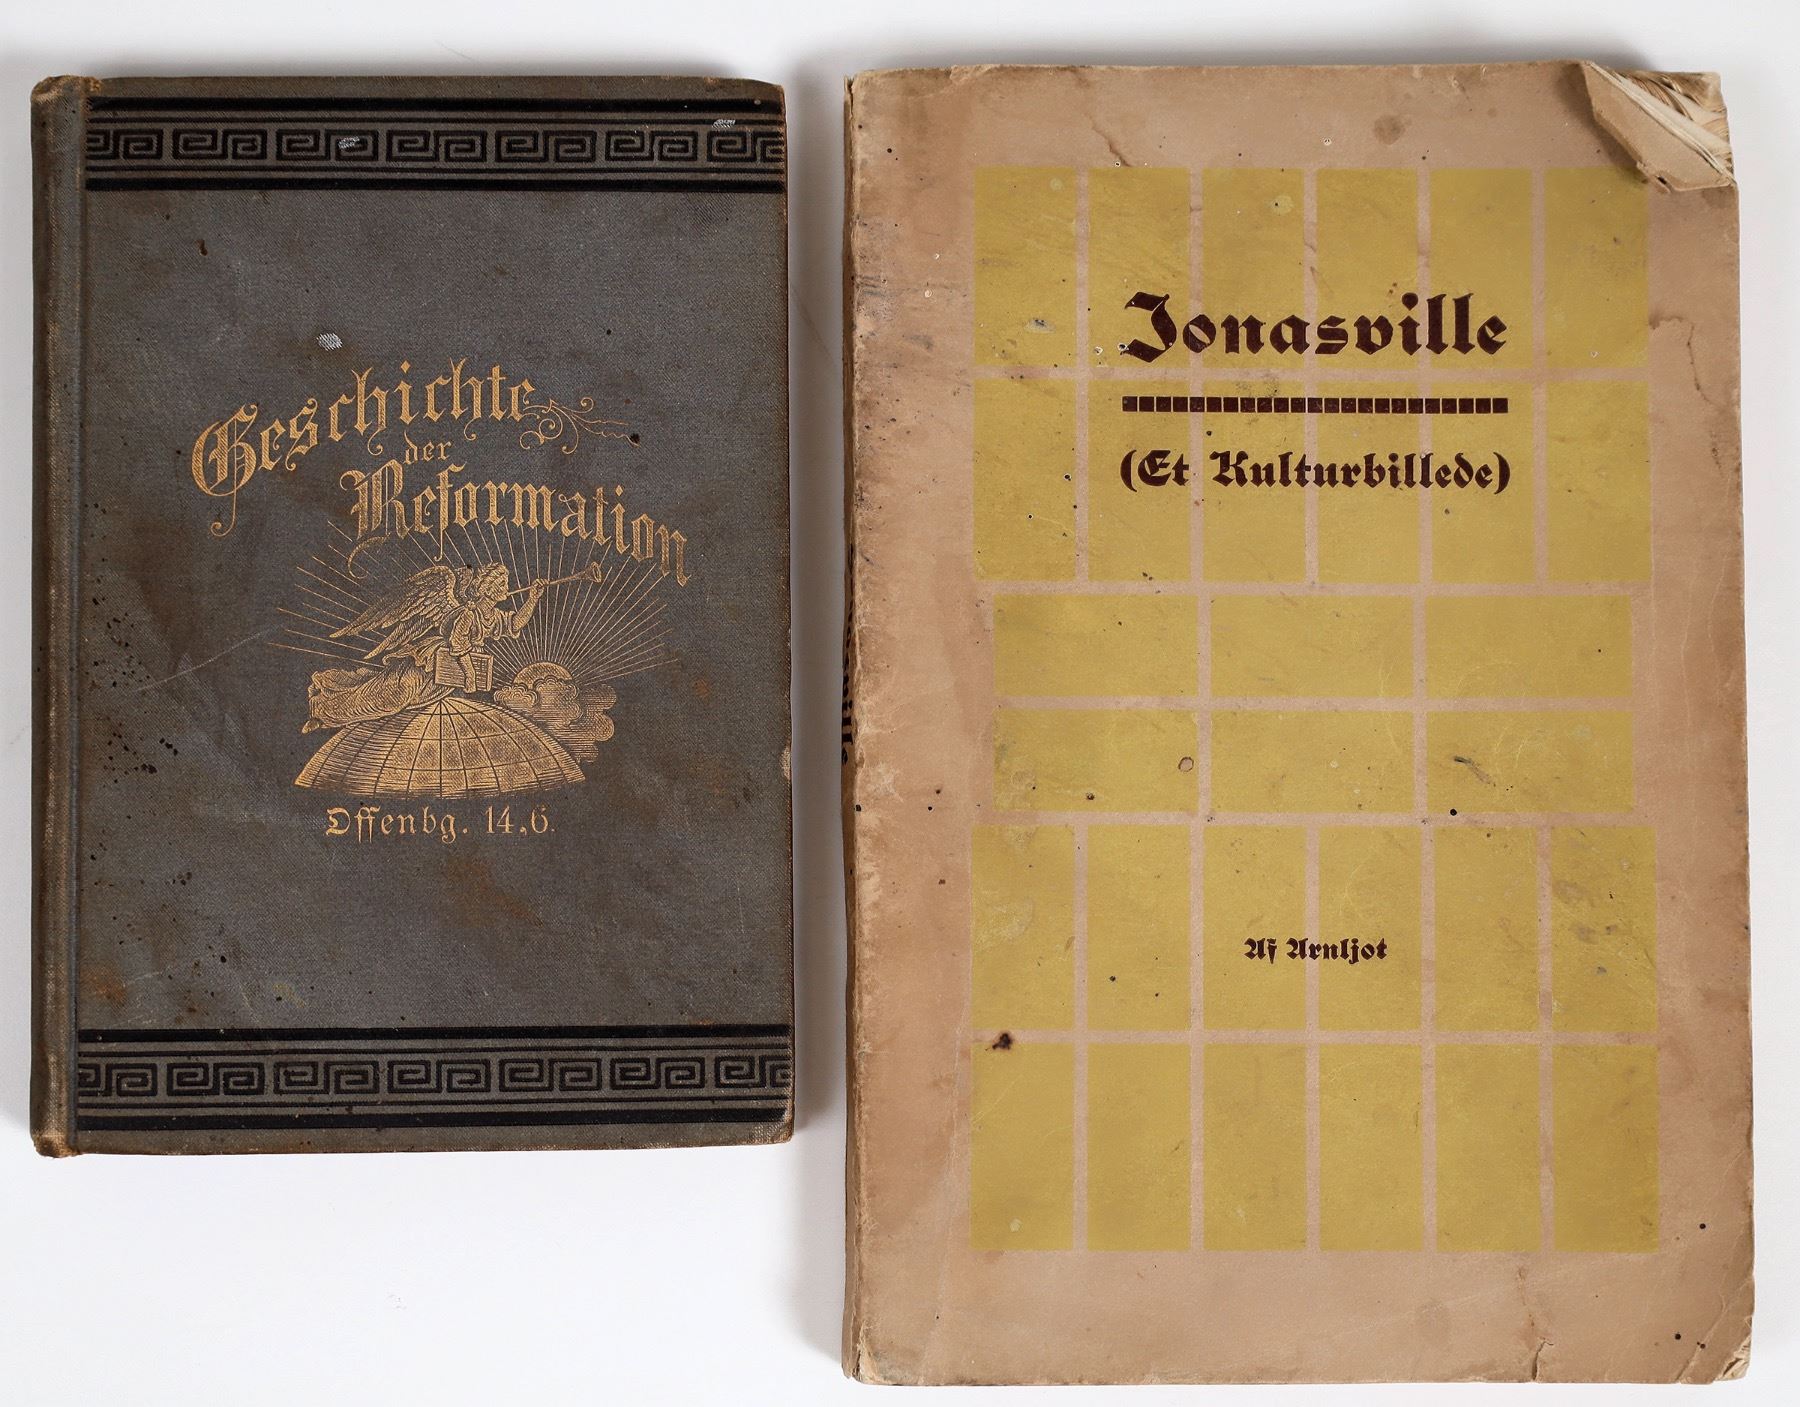 Geschichte
der
Reformation
Offenbg. 14,6.
Jonasville
(Et Kulturbillede)
Af Arnljot